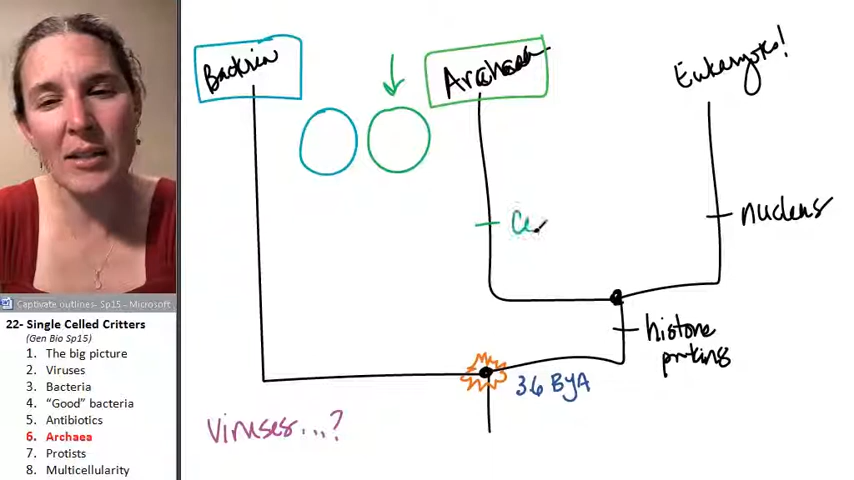 Bacteria
Archaea
Eukaryotes!
Ce
nucleus
histone
proteins
3.6 BYA
Viruses...?
Captivate outlines- Sp15 - Microsoft
22- Single Celled Critters
(Gen Bio Sp15)
1. The big picture
2. Viruses
3. Bacteria
4. “Good” bacteria
5. Antibiotics
6. Archaea
7. Protists
8. Multicellularity